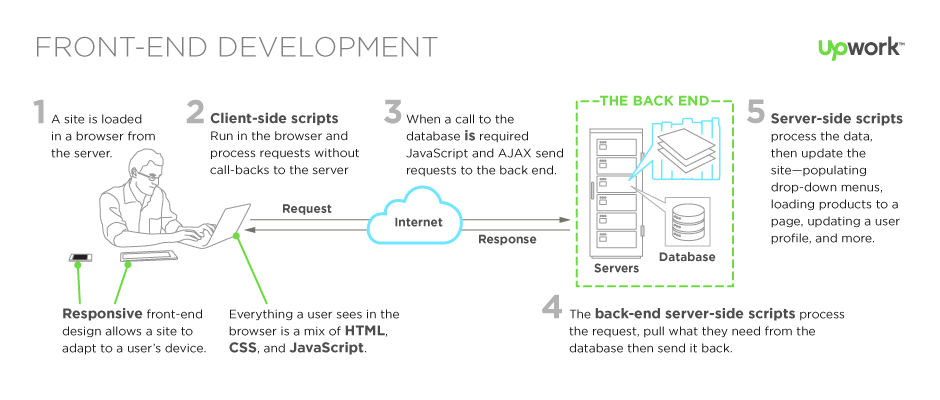 FRONT-END DEVELOPMENT
Upwork™
1
A site is loaded
in a browser from
the server.
2
Client-side scripts
Run in the browser and
process requests without
call-backs to the server
3
When a call to the
database is required
JavaScript and AJAX send
requests to the back end.
THE BACK END
5
Server-side scripts
process the data,
then update the
site—populating
drop-down menus,
loading products to a
page, updating a user
profile, and more.
Request
Internet
Response
Servers
Database
Responsive front-end
design allows a site to
adapt to a user’s device.
Everything a user sees in the
browser is a mix of HTML,
CSS, and JavaScript.
4
The back-end server-side scripts process
the request, pull what they need from the
database then send it back.